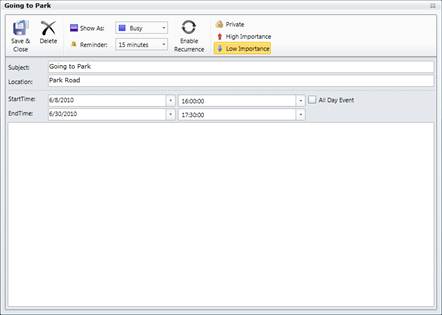 Going to Park
Save & Close
Delete
Show As: Busy
Reminder: 15 minutes
Enable Recurrence
Private
High Importance
Low Importance
Subject: Going to Park
Location: Park Road
StartTime: 6/8/2010 16:00:00 All Day Event
EndTime: 6/30/2010 17:30:00